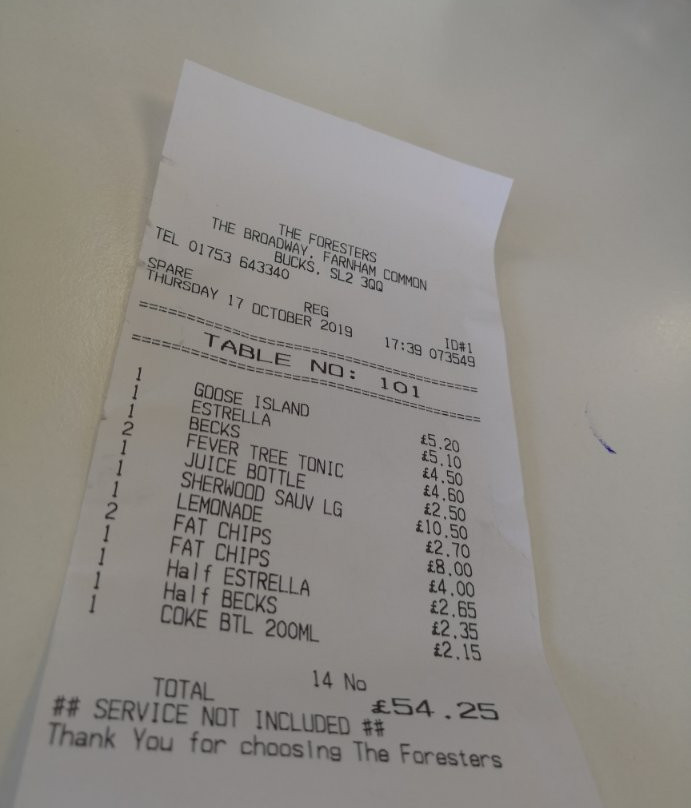 THE FORESTERS
THE BROADWAY, FARNHAM COMMON
BUCKS, SL2 3QQ
TEL 01753 643340
SPARE REG ID#1
THURSDAY 17 OCTOBER 2019 17:39 073549
========================================
TABLE NO: 101
========================================
1 GOOSE ISLAND £5.20
1 ESTRELLA £5.10
1 BECKS £4.50
2 FEVER TREE TONIC £4.60
1 JUICE BOTTLE £2.50
1 SHERWOOD SAUV LG £10.50
1 LEMONADE £2.70
2 FAT CHIPS £8.00
1 FAT CHIPS £4.00
1 Half ESTRELLA £2.65
1 Half BECKS £2.35
1 COKE BTL 200ML £2.15
14 No
TOTAL £54.25
## SERVICE NOT INCLUDED ##
Thank You for choosing The Foresters